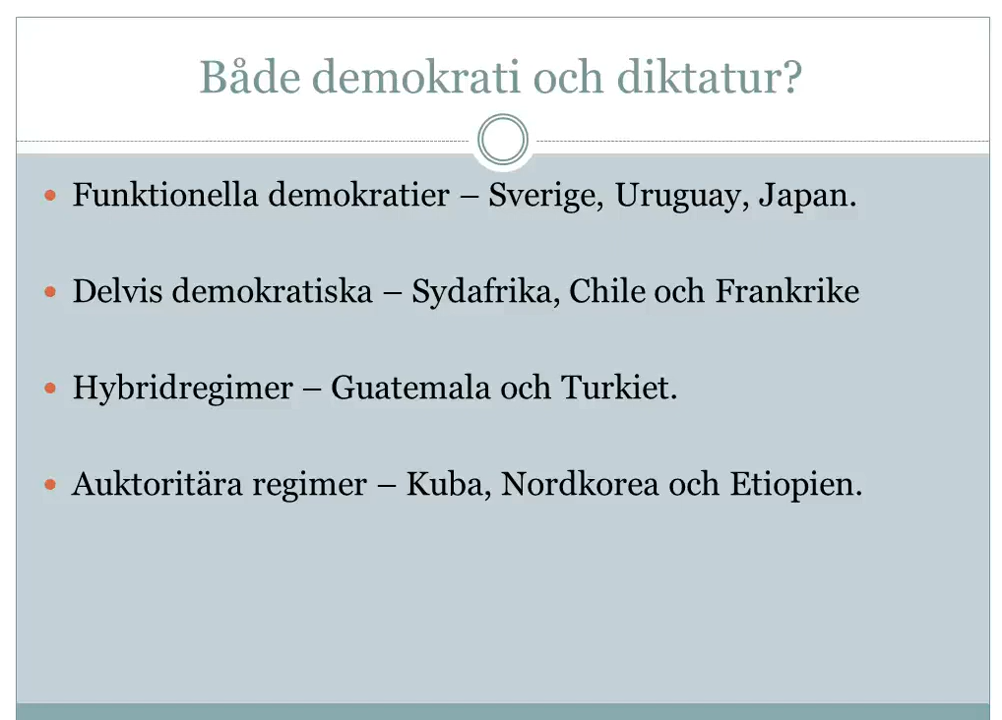 Både demokrati och diktatur?
• Funktionella demokratier – Sverige, Uruguay, Japan.
• Delvis demokratiska – Sydafrika, Chile och Frankrike
• Hybridregimer – Guatemala och Turkiet.
• Auktoritära regimer – Kuba, Nordkorea och Etiopien.